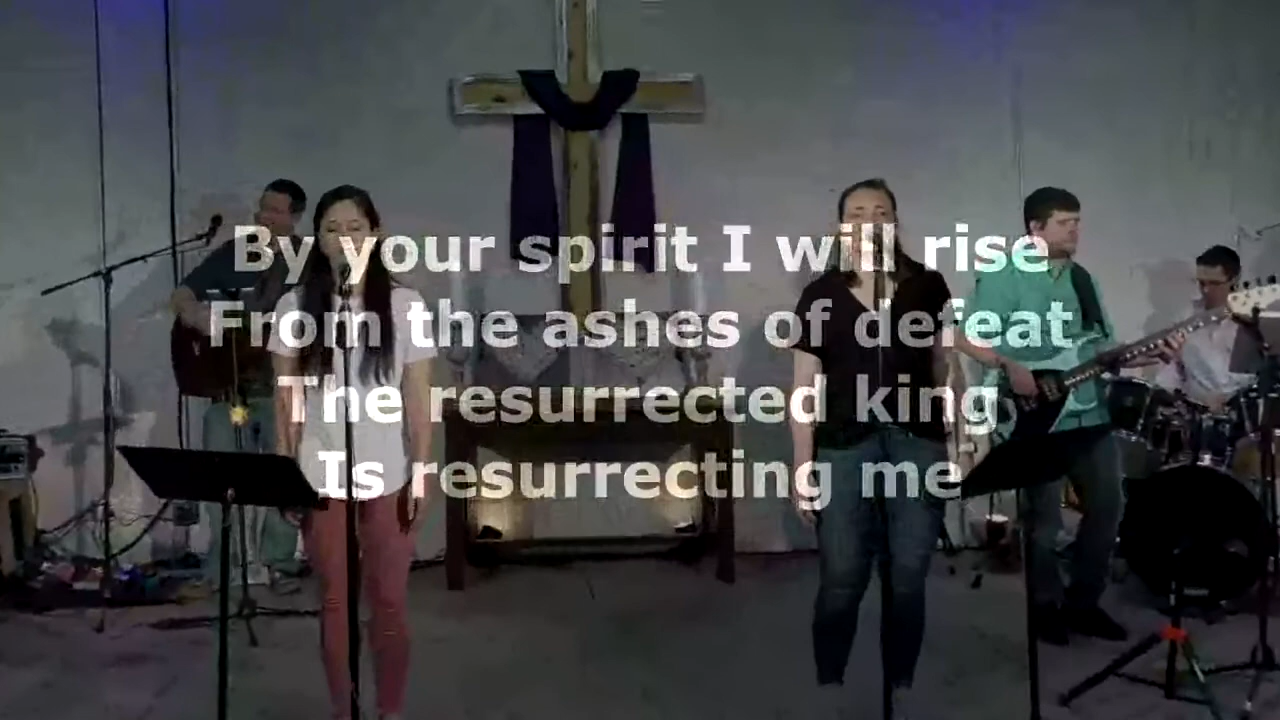 By your spirit I will rise
From the ashes of defeat
The resurrected king
Is resurrecting me